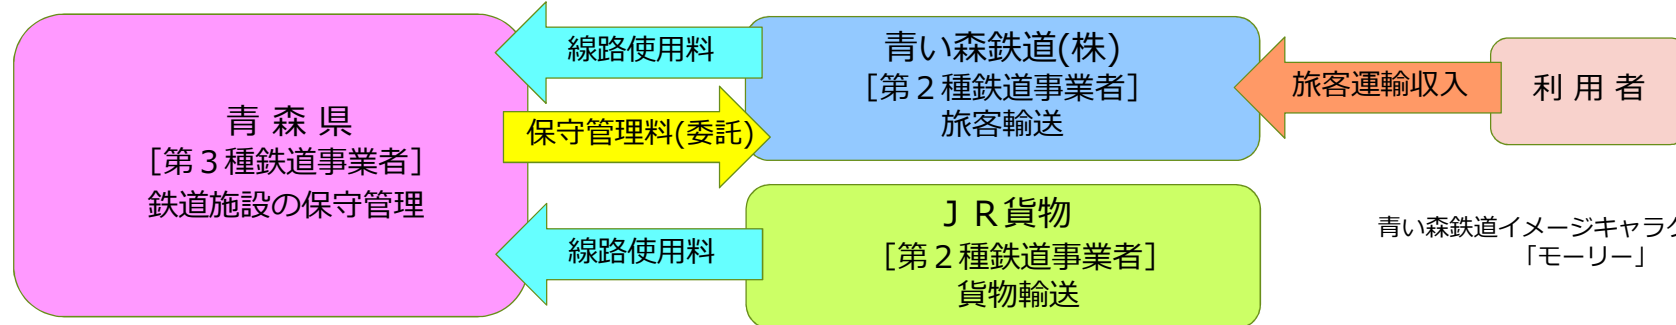 青 森 県
［第３種鉄道事業者］
鉄道施設の保守管理
線路使用料
保守管理料(委託)
線路使用料
青い森鉄道(株)
［第２種鉄道事業者］
旅客輸送
ＪＲ貨物
［第２種鉄道事業者］
貨物輸送
旅客運輸収入
利 用 者
青い森鉄道イメージキャラク
「モーリー」